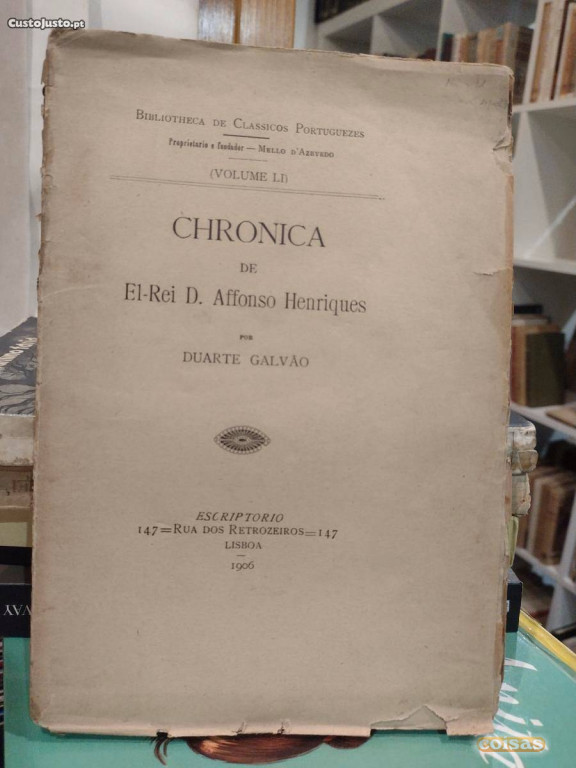 CustoJusto.pt
BIBLIOTHECA DE CLASSICOS PORTUGUEZES
Proprietario e fundador — MELLO D'AZEVEDO
(VOLUME LI)
CHRONICA
DE
El-Rei D. Affonso Henriques
POR
DUARTE GALVÃO
ESCRIPTORIO
147=RUA DOS RETROZEIROS=147
LISBOA
1906
WAY
coisas